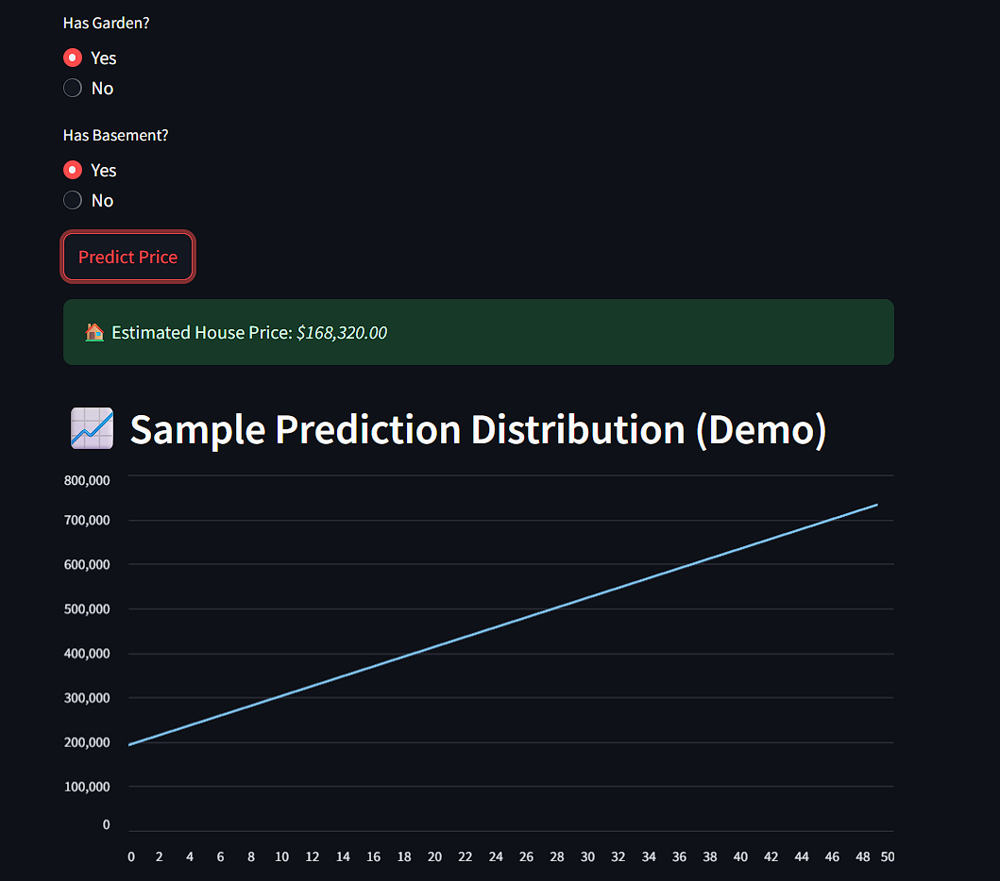 Has Garden?
Yes
No
Has Basement?
Yes
No
Predict Price
Estimated House Price: $168,320.00
Sample Prediction Distribution (Demo)
800,000
700,000
600,000
500,000
400,000
300,000
200,000
100,000
0
0 2 4 6 8 10 12 14 16 18 20 22 24 26 28 30 32 34 36 38 40 42 44 46 48 50